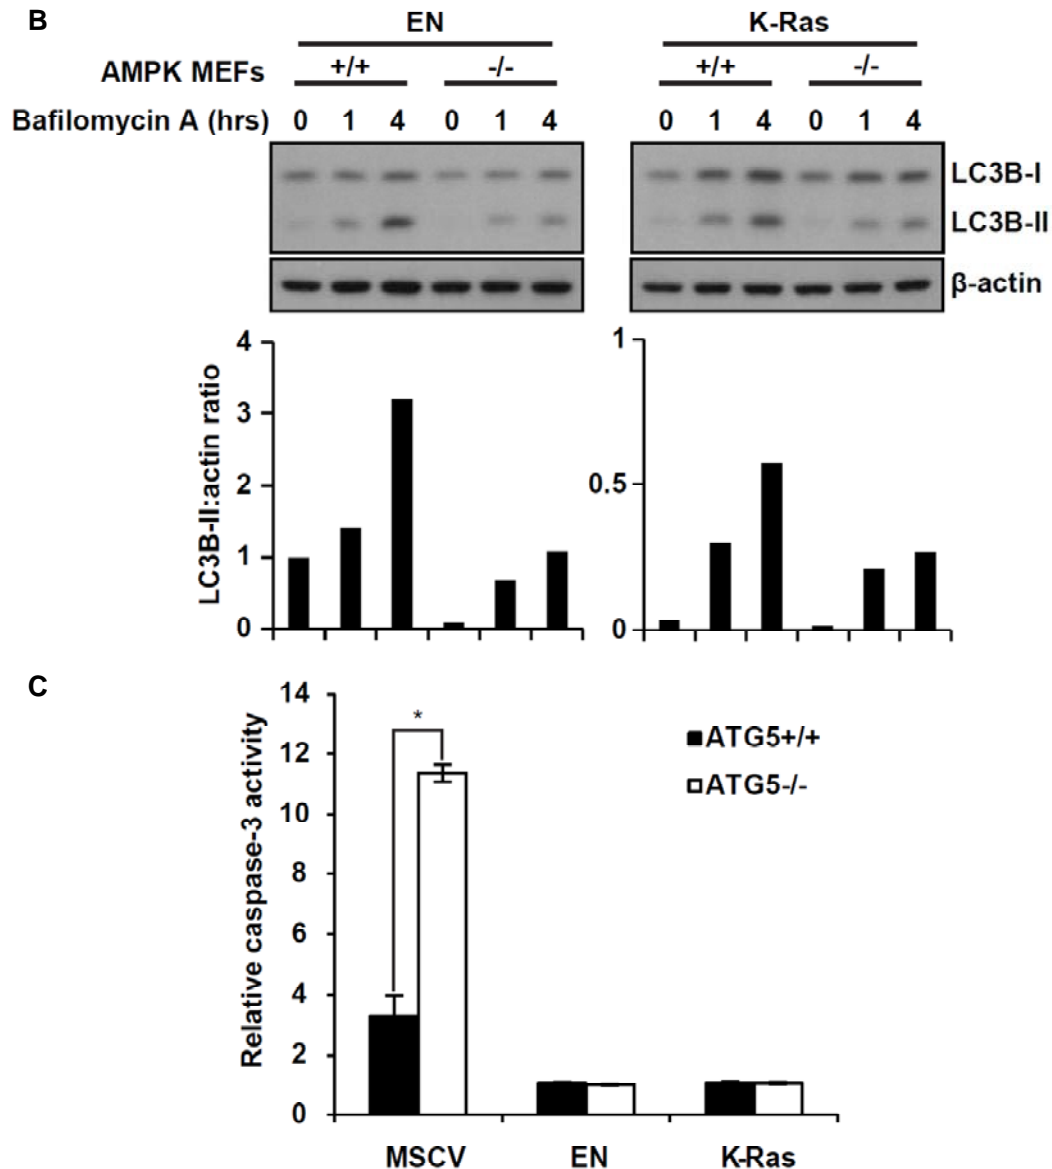 B
EN K-Ras
AMPK MEFs +/+ -/- +/+ -/-
Bafilomycin A (hrs) 0 1 4 0 1 4 0 1 4 0 1 4
LC3B-I
LC3B-II
β-actin
LC3B-II:actin ratio
4
3
2
1
0
1
0.5
0
C
Relative caspase-3 activity
14
12
10
8
6
4
2
0
*
ATG5+/+
ATG5-/-
MSCV EN K-Ras